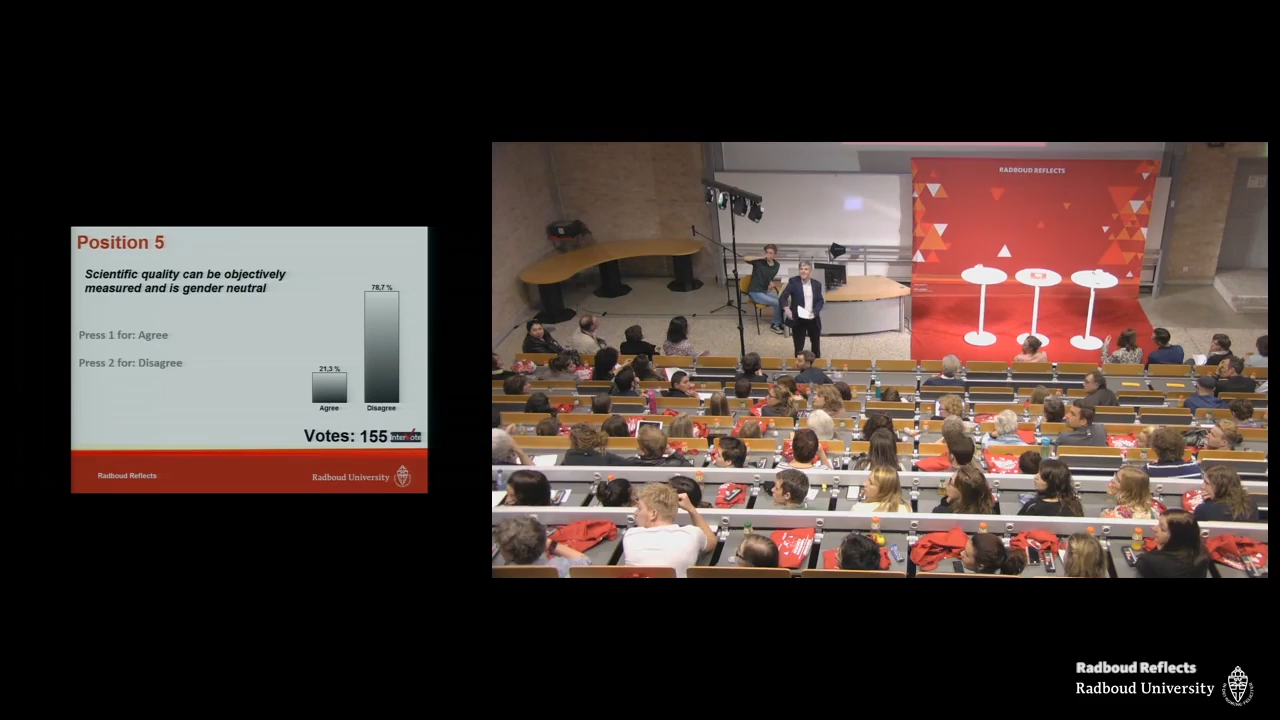 Position 5
Scientific quality can be objectively
measured and is gender neutral
78,7 %
Press 1 for: Agree
Press 2 for: Disagree
21,3 %
Agree
Disagree
Votes: 155
InterVote
Radboud Reflects
Radboud University
RADBOUD REFLECTS
Radboud Reflects
Radboud University